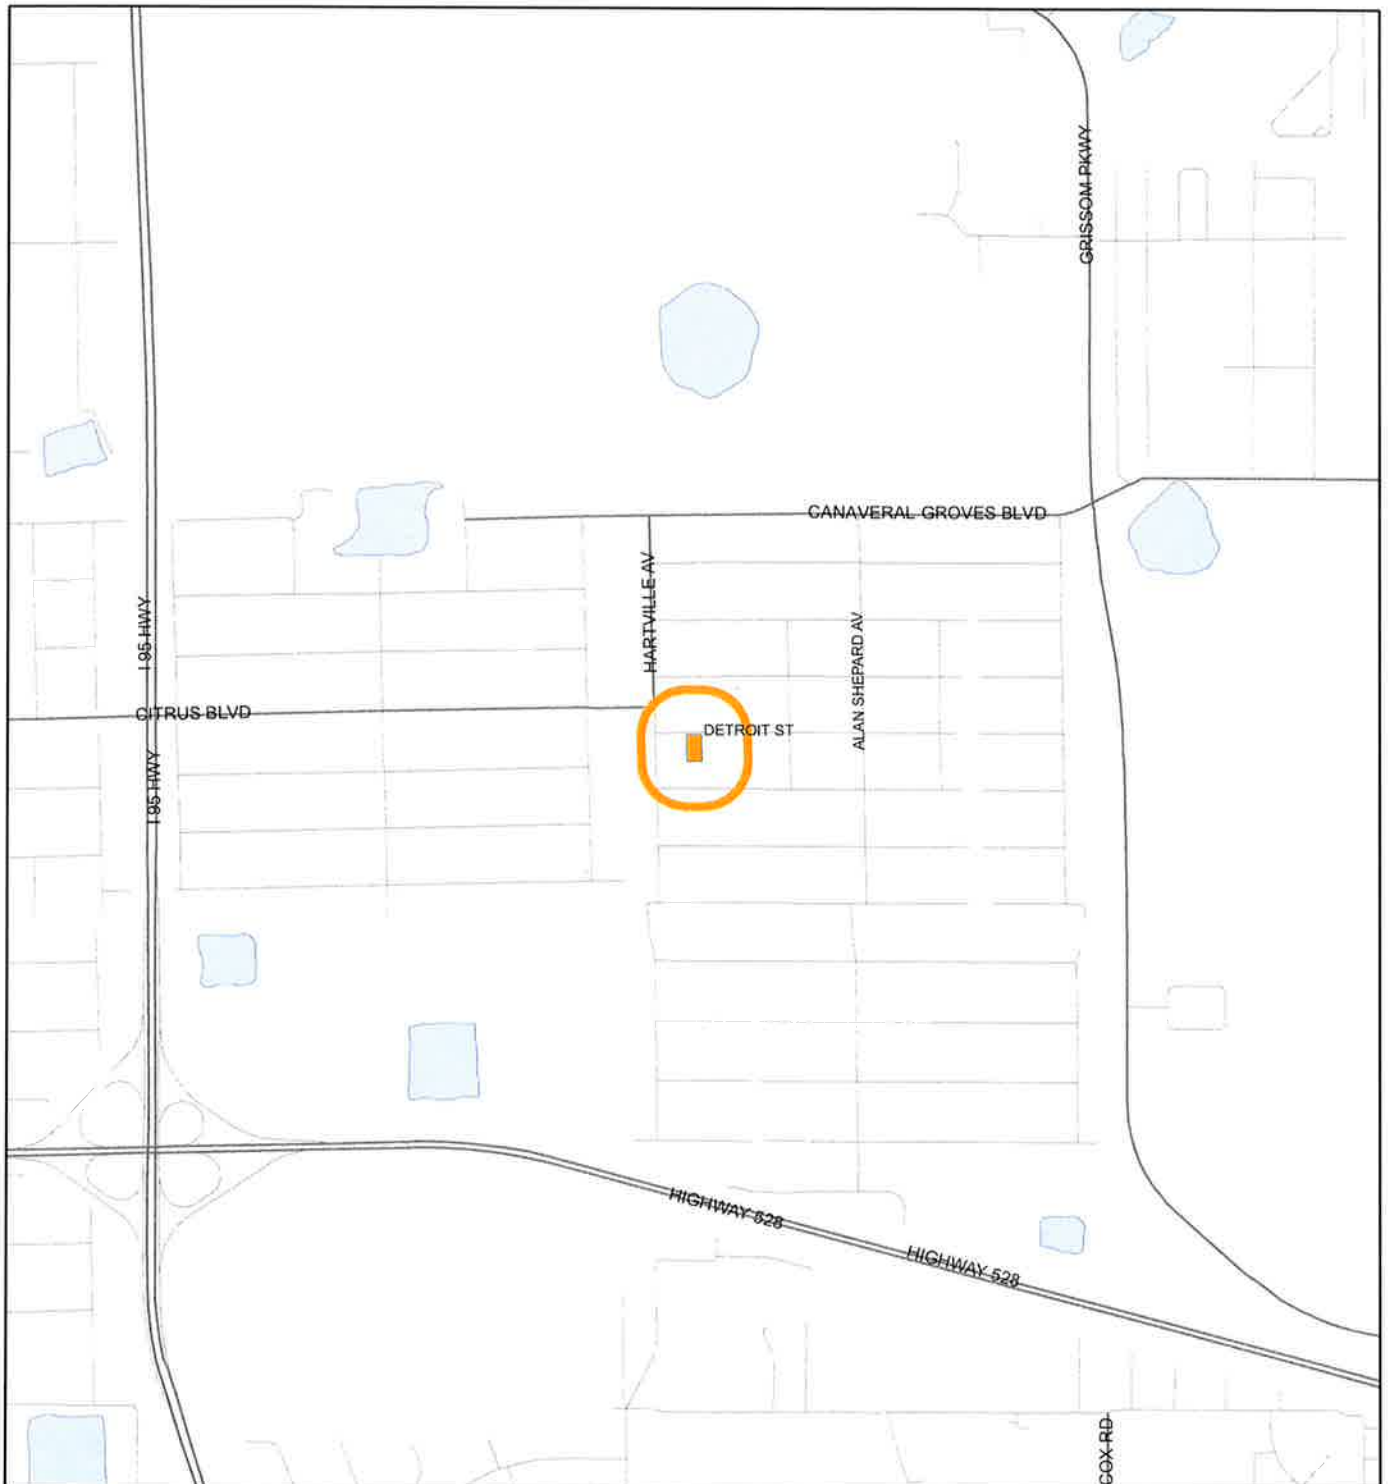 GRISSOM PKWY
CANAVERAL GROVES BLVD
HARTVILLE AV
I 95 HWY
ALAN SHEPARD AV
CITRUS BLVD
DETROIT ST
I 95 HWY
HIGHWAY 528
HIGHWAY 528
COX RD